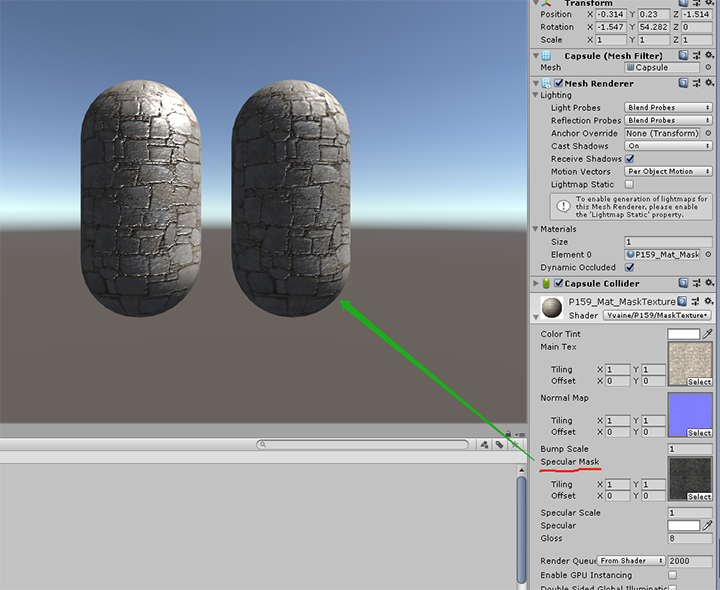 Transform
Position X -0.314 Y 0.23 Z -1.514
Rotation X -1.547 Y 54.282 Z 0
Scale X 1 Y 1 Z 1
Capsule (Mesh Filter)
Mesh Capsule
Mesh Renderer
Lighting
Light Probes Blend Probes
Reflection Probes Blend Probes
Anchor Override None (Transform)
Cast Shadows On
Receive Shadows
Motion Vectors Per Object Motion
Lightmap Static
To enable generation of lightmaps for
this Mesh Renderer, please enable
the 'Lightmap Static' property.
Materials
Size 1
Element 0 P159_Mat_Mask
Dynamic Occluded
Capsule Collider
P159_Mat_MaskTexture
Shader Yvaine/P159/MaskTexture
Color Tint
Main Tex
Tiling X 1 Y 1
Offset X 0 Y 0
Select
Normal Map
Tiling X 1 Y 1
Offset X 0 Y 0
Select
Bump Scale 1
Specular Mask
Tiling X 1 Y 1
Offset X 0 Y 0
Select
Specular Scale 1
Specular
Gloss 8
Render Queue From Shader 2000
Enable GPU Instancing
Double Sided Global Illuminati